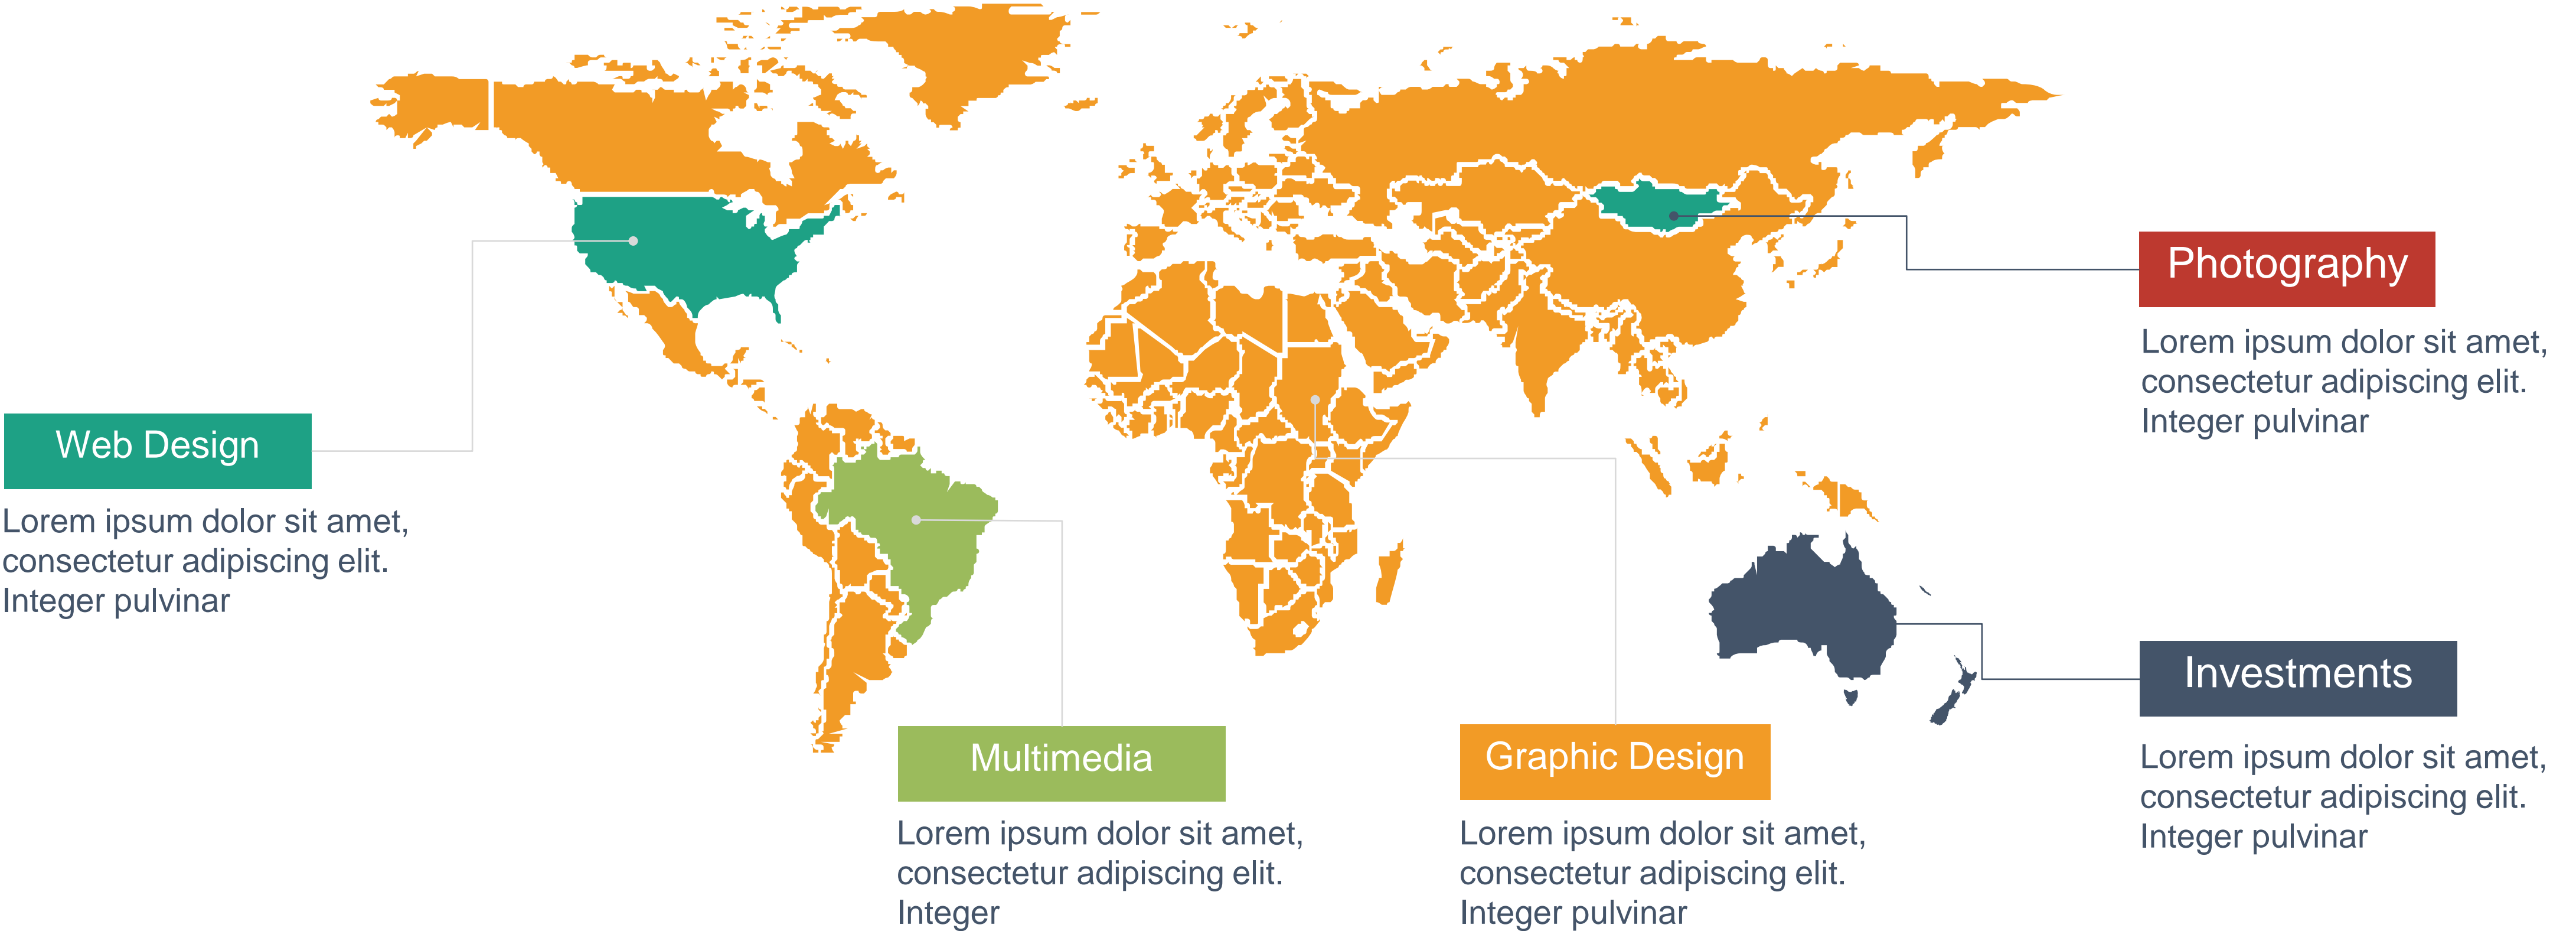 Photography
Lorem ipsum dolor sit amet,
consectetur adipiscing elit.
Integer pulvinar
Web Design
Lorem ipsum dolor sit amet,
consectetur adipiscing elit.
Integer pulvinar
Investments
Lorem ipsum dolor sit amet,
consectetur adipiscing elit.
Integer pulvinar
Multimedia
Lorem ipsum dolor sit amet,
consectetur adipiscing elit.
Integer
Graphic Design
Lorem ipsum dolor sit amet,
consectetur adipiscing elit.
Integer pulvinar